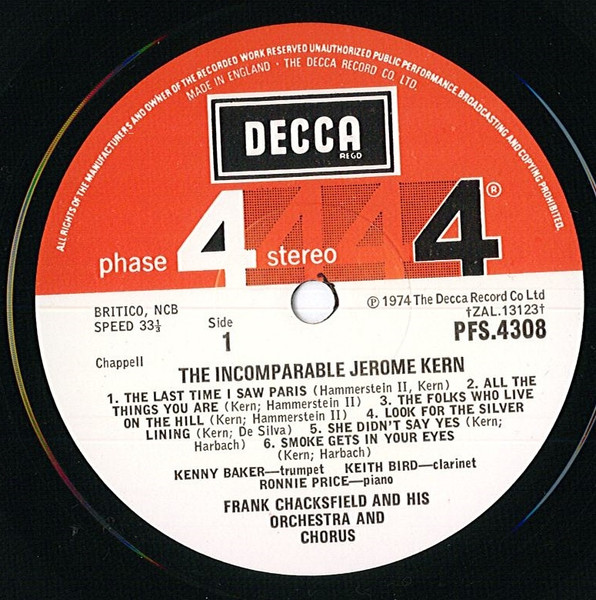 ALL RIGHTS OF THE MANUFACTURERS AND OWNER OF THE RECORDED WORK RESERVED UNAUTHORIZED PUBLIC PERFORMANCE, BROADCASTING AND COPYING PROHIBITED.
MADE IN ENGLAND · THE DECCA RECORD CO. LTD.
DECCA
REGD
phase 4 stereo 4 4 4 ®
BRITICO, NCB
SPEED 33⅓
Side
1
℗ 1974 The Decca Record Co Ltd
†ZAL.13123†
PFS.4308
Chappell
THE INCOMPARABLE JEROME KERN
1. THE LAST TIME I SAW PARIS (Hammerstein II, Kern) 2. ALL THE
THINGS YOU ARE (Kern; Hammerstein II) 3. THE FOLKS WHO LIVE
ON THE HILL (Kern; Hammerstein II) 4. LOOK FOR THE SILVER
LINING (Kern; De Silva) 5. SHE DIDN'T SAY YES (Kern;
Harbach) 6. SMOKE GETS IN YOUR EYES
(Kern; Harbach)
KENNY BAKER—trumpet KEITH BIRD—clarinet
RONNIE PRICE—piano
FRANK CHACKSFIELD AND HIS
ORCHESTRA AND
CHORUS